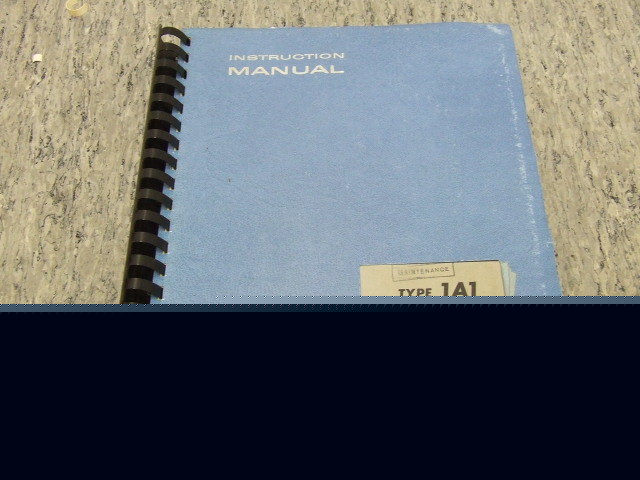 INSTRUCTION
MANUAL
MAINTENANCE
TYPE 1A1